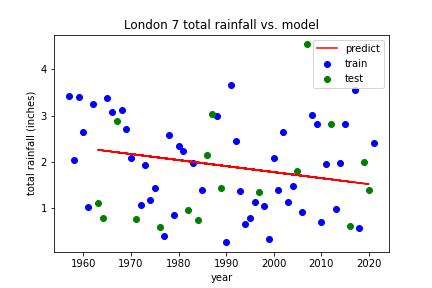 London 7 total rainfall vs. model
predict
train
test
total rainfall (inches)
4
3
2
1
1960
1970
1980
1990
2000
2010
2020
year